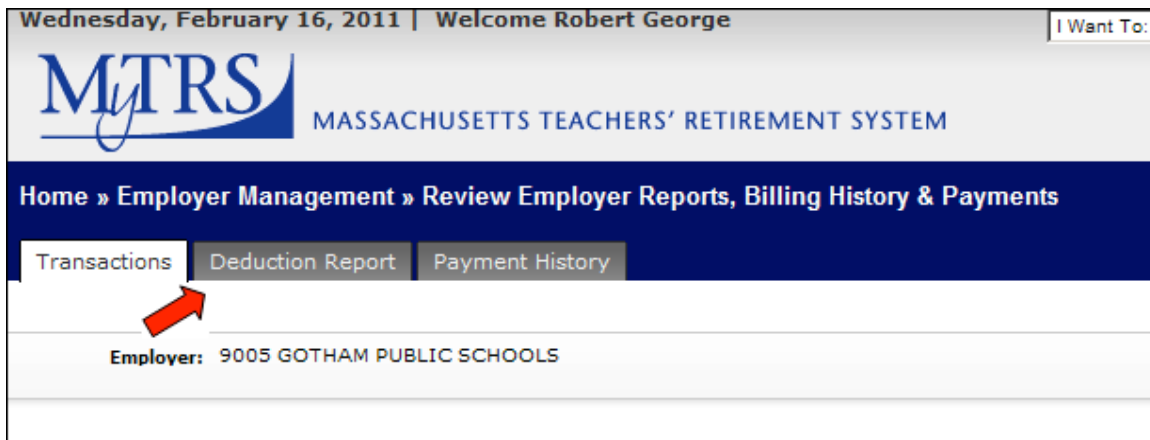 Wednesday, February 16, 2011 | Welcome Robert George
I Want To:
MyTRS
MASSACHUSETTS TEACHERS' RETIREMENT SYSTEM
Home » Employer Management » Review Employer Reports, Billing History & Payments
Transactions Deduction Report Payment History
Employer: 9005 GOTHAM PUBLIC SCHOOLS